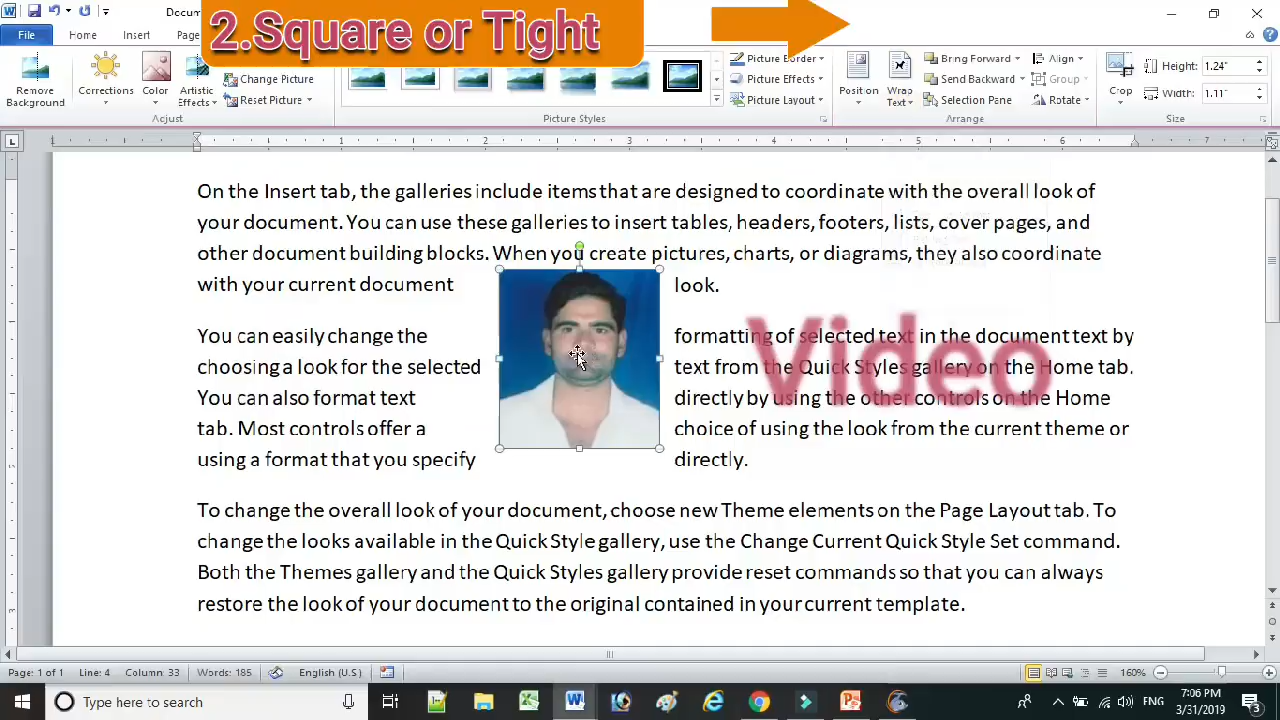 Docum
2.Square or Tight
File
Home
Insert
Pag
Remove Background
Corrections
Color
Artistic Effects
Change Picture
Reset Picture
Adjust
Picture Styles
Picture Border
Picture Effects
Picture Layout
Position
Wrap Text
Bring Forward
Send Backward
Selection Pane
Align
Group
Rotate
Arrange
Crop
Height: 1.24"
Width: 1.11"
Size
1 1 2 3 4 5 6 7
On the Insert tab, the galleries include items that are designed to coordinate with the overall look of
your document. You can use these galleries to insert tables, headers, footers, lists, cover pages, and
other document building blocks. When you create pictures, charts, or diagrams, they also coordinate
with your current document look.
You can easily change the formatting of selected text in the document text by
choosing a look for the selected text from the Quick Styles gallery on the Home tab.
You can also format text directly by using the other controls on the Home
tab. Most controls offer a choice of using the look from the current theme or
using a format that you specify directly.
Video
To change the overall look of your document, choose new Theme elements on the Page Layout tab. To
change the looks available in the Quick Style gallery, use the Change Current Quick Style Set command.
Both the Themes gallery and the Quick Styles gallery provide reset commands so that you can always
restore the look of your document to the original contained in your current template.
Page: 1 of 1 Line: 4 Column: 33 Words: 185 English (U.S.) 160%
Type here to search
ENG
7:06 PM
3/31/2019
3